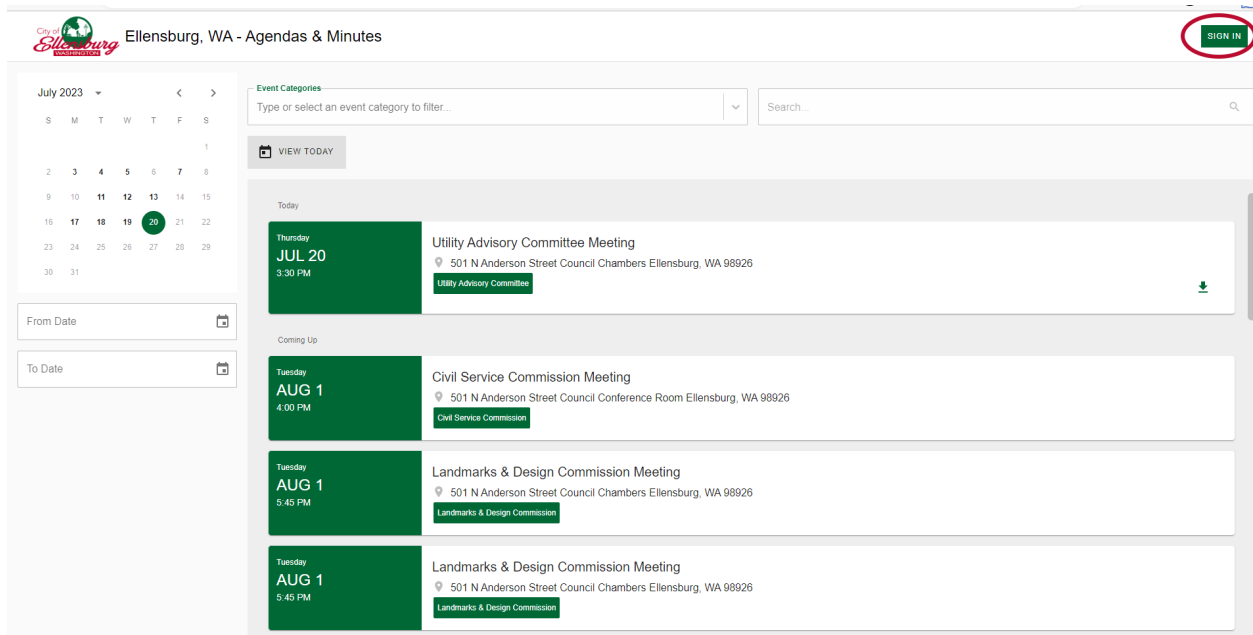 City of
Ellensburg
WASHINGTON
Ellensburg, WA - Agendas & Minutes
SIGN IN
July 2023
S M T W T F S
1
2 3 4 5 6 7 8
9 10 11 12 13 14 15
16 17 18 19 20 21 22
23 24 25 26 27 28 29
30 31
From Date
To Date
Event Categories
Type or select an event category to filter...
Search...
VIEW TODAY
Today
Thursday
JUL 20
3:30 PM
Utility Advisory Committee Meeting
501 N Anderson Street Council Chambers Ellensburg, WA 98926
Utility Advisory Committee
Coming Up
Tuesday
AUG 1
4:00 PM
Civil Service Commission Meeting
501 N Anderson Street Council Conference Room Ellensburg, WA 98926
Civil Service Commission
Tuesday
AUG 1
5:45 PM
Landmarks & Design Commission Meeting
501 N Anderson Street Council Chambers Ellensburg, WA 98926
Landmarks & Design Commission
Tuesday
AUG 1
5:45 PM
Landmarks & Design Commission Meeting
501 N Anderson Street Council Chambers Ellensburg, WA 98926
Landmarks & Design Commission